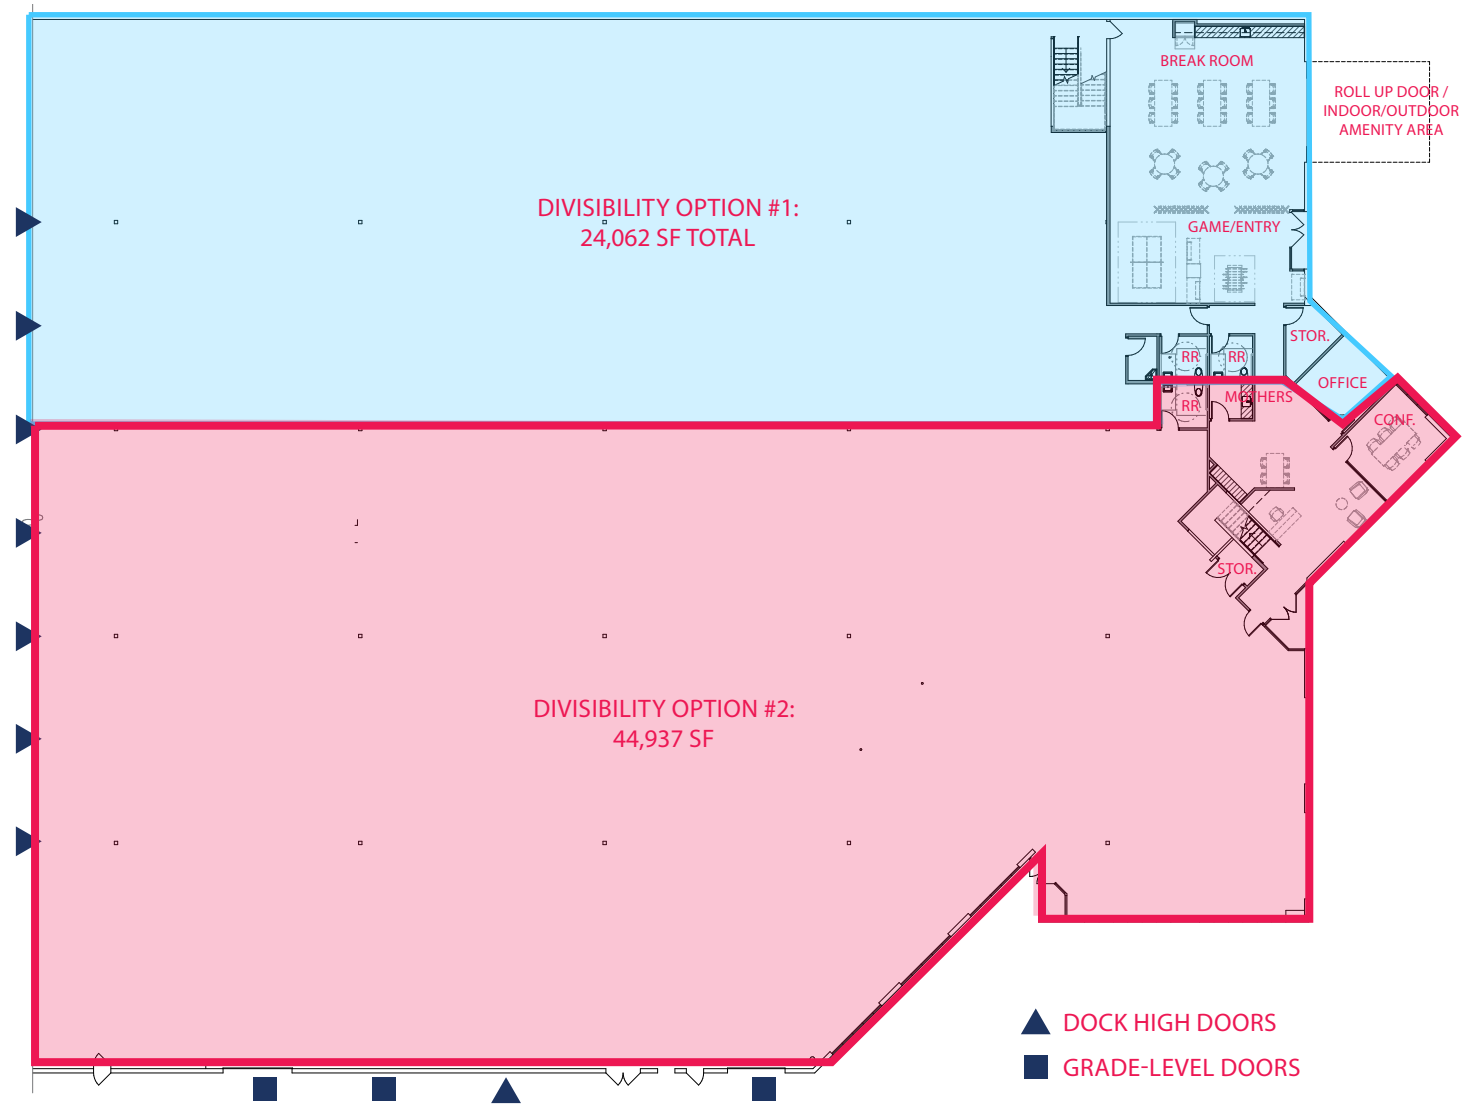 BREAK ROOM
ROLL UP DOOR /
INDOOR/OUTDOOR
AMENITY AREA
DIVISIBILITY OPTION #1:
24,062 SF TOTAL
GAME/ENTRY
STOR.
RR
RR
OFFICE
MOTHERS
RR
CONF.
STOR.
DIVISIBILITY OPTION #2:
44,937 SF
DOCK HIGH DOORS
GRADE-LEVEL DOORS